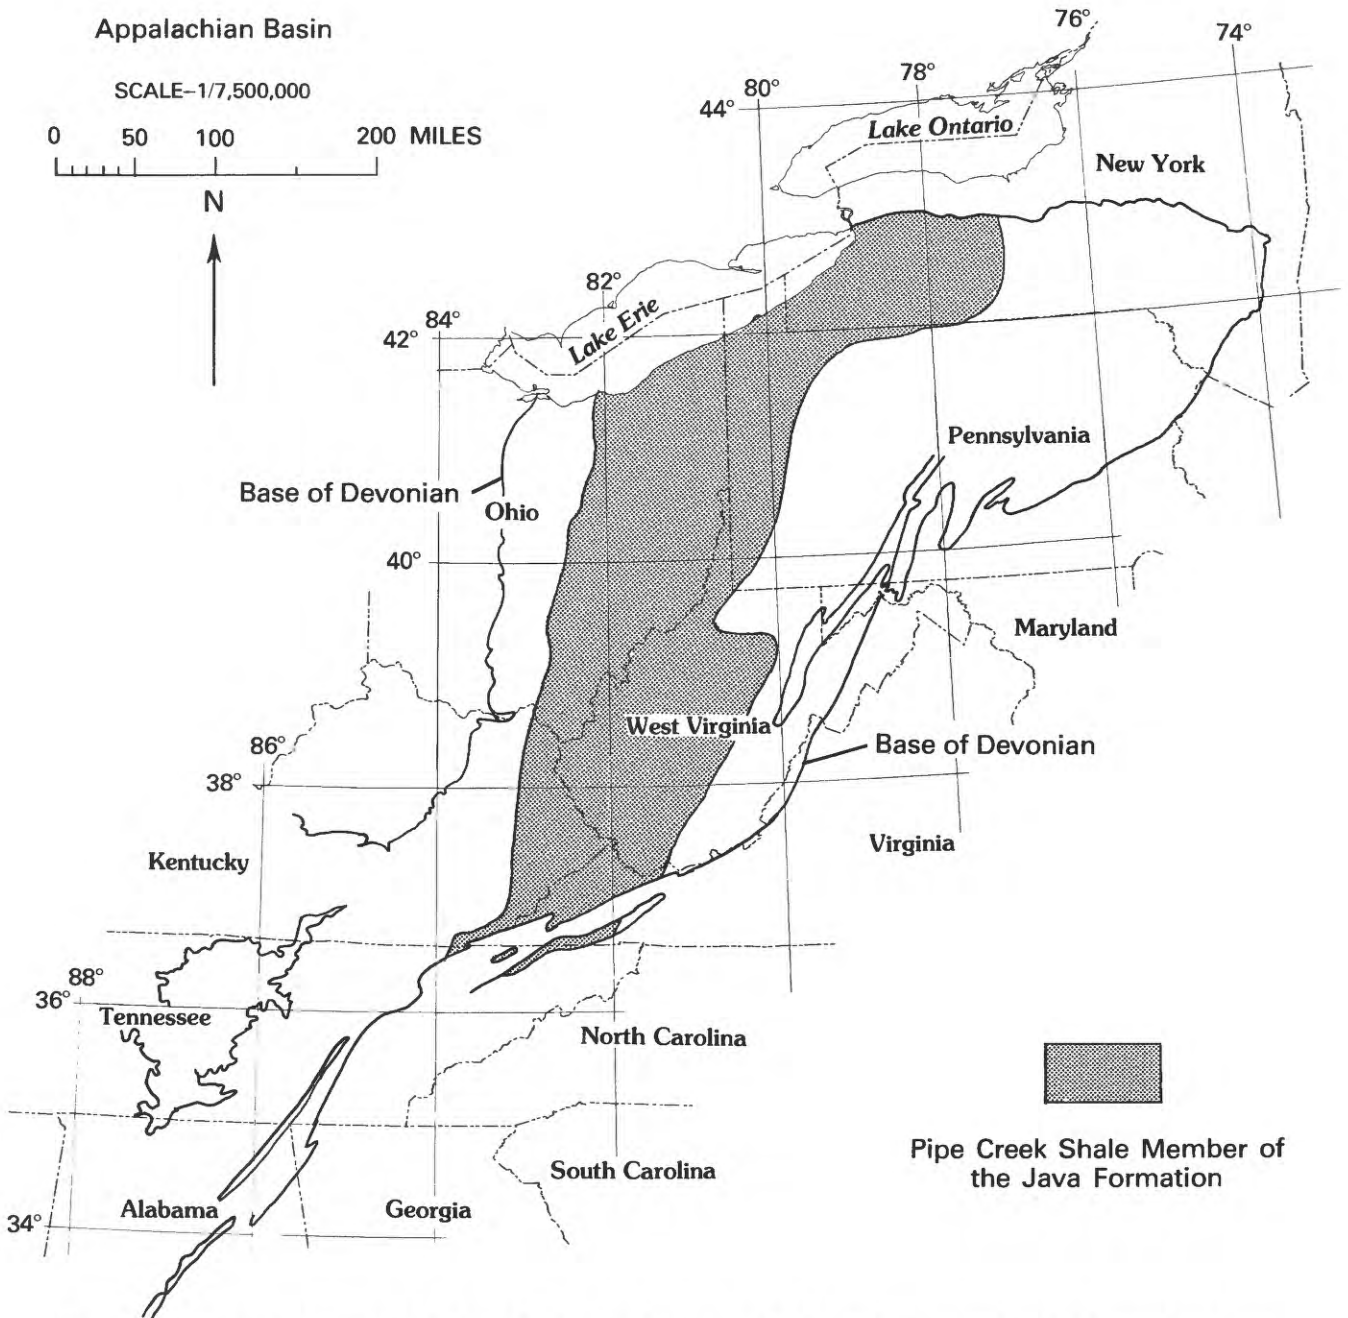 Appalachian Basin
SCALE–1/7,500,000
0 50 100 200 MILES
N
76°
74°
78°
80°
44°
Lake Ontario
New York
82°
84°
42°
Lake Erie
Pennsylvania
Base of Devonian
Ohio
40°
Maryland
West Virginia
Base of Devonian
86°
38°
Virginia
Kentucky
88°
36°
Tennessee
North Carolina
South Carolina
Pipe Creek Shale Member of
the Java Formation
Alabama
Georgia
34°